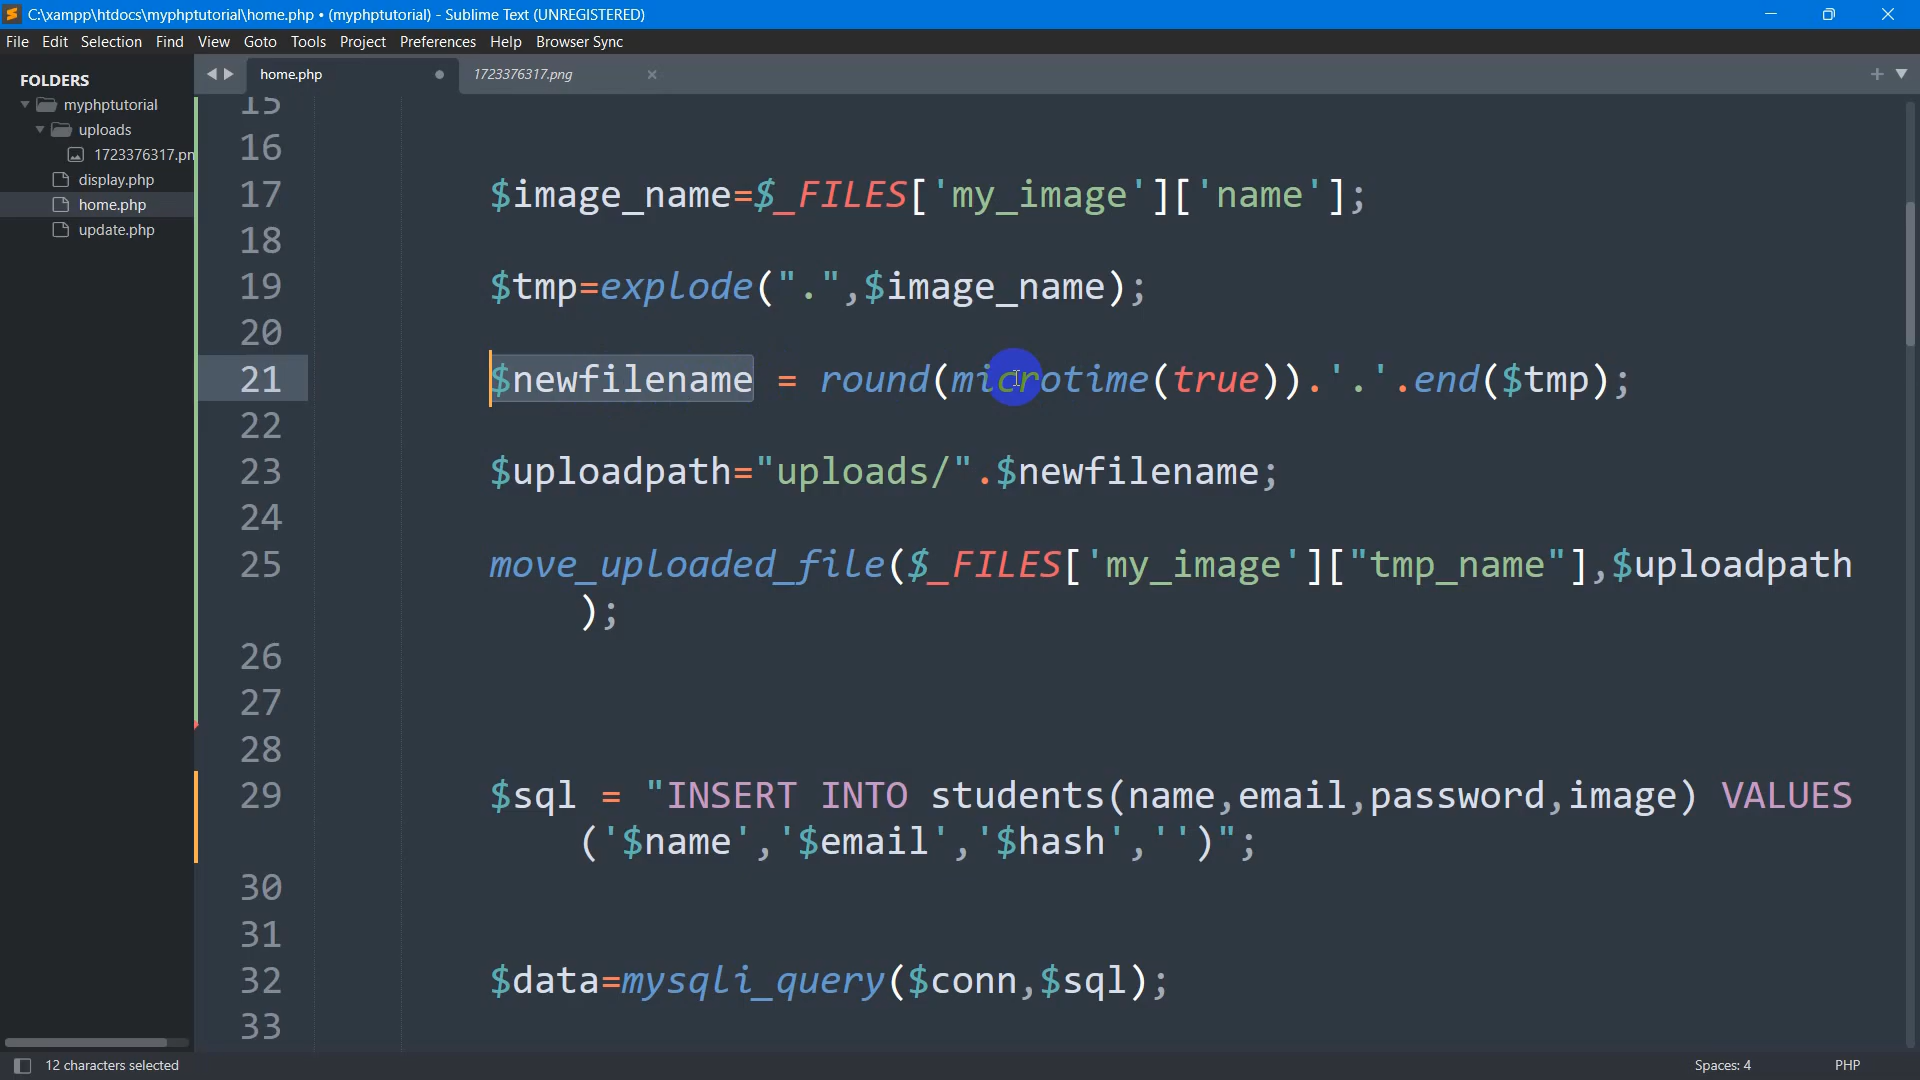 C:\xampp\htdocs\myphptutorial\home.php • (myphptutorial) - Sublime Text (UNREGISTERED)
File Edit Selection Find View Goto Tools Project Preferences Help Browser Sync
FOLDERS
myphptutorial
uploads
1723376317.pn
display.php
home.php
update.php
home.php
1723376317.png
15
16
17 $image_name=$_FILES['my_image']['name'];
18
19 $tmp=explode(".",$image_name);
20
21 $newfilename = round(microtime(true)).'.'.end($tmp);
22
23 $uploadpath="uploads/".$newfilename;
24
25 move_uploaded_file($_FILES['my_image']["tmp_name"],$uploadpath
);
26
27
28
29 $sql = "INSERT INTO students(name,email,password,image) VALUES
('$name','$email','$hash','')";
30
31
32 $data=mysqli_query($conn,$sql);
33
12 characters selected
Spaces: 4
PHP